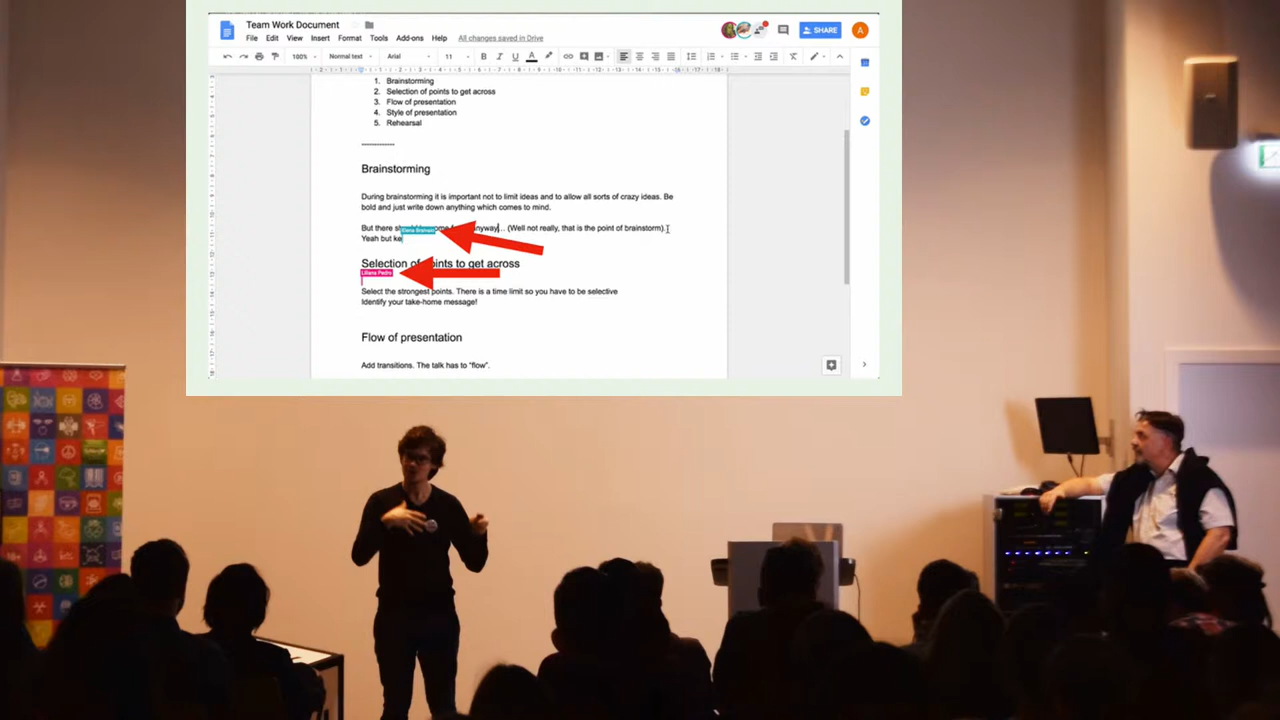 Team Work Document
File Edit View Insert Format Tools Add-ons Help All changes saved in Drive
SHARE
A
100% Normal text Arial 11 B I U A
1. Brainstorming
2. Selection of points to get across
3. Flow of presentation
4. Style of presentation
5. Rehearsal
------------
Brainstorming
During brainstorming it is important not to limit ideas and to allow all sorts of crazy ideas. Be
bold and just write down anything which comes to mind.
But there anyway... (Well not really, that is the point of brainstorm).
Yeah but ke
Selection of points to get across
Liliana Pedro
Select the strongest points. There is a time limit so you have to be selective
Identify your take-home message!
Flow of presentation
Add transitions. The talk has to "flow".